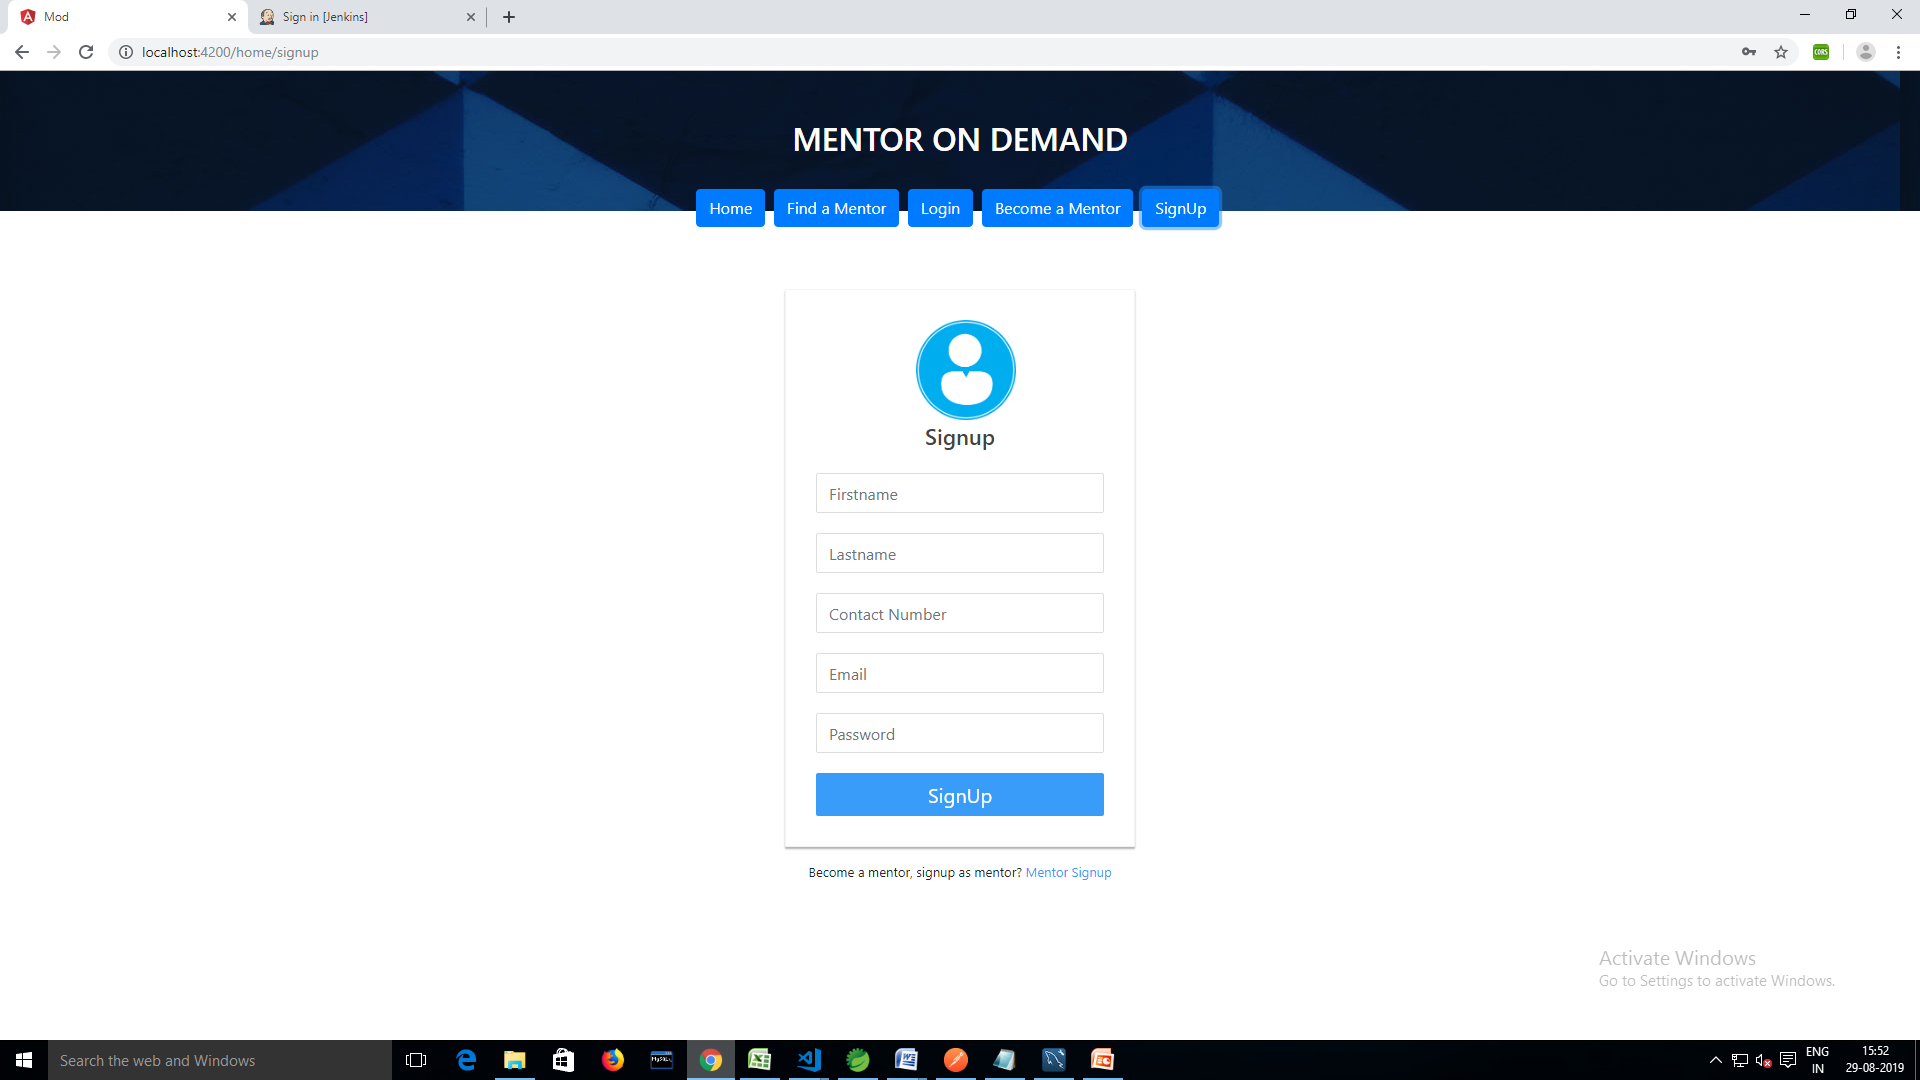 Mod
Sign in [Jenkins]
localhost:4200/home/signup
CORS
MENTOR ON DEMAND
Home
Find a Mentor
Login
Become a Mentor
SignUp
Signup
Firstname
Lastname
Contact Number
Email
Password
SignUp
Become a mentor, signup as mentor? Mentor Signup
Activate Windows
Go to Settings to activate Windows.
Search the web and Windows
MySQL
ENG
IN
15:52
29-08-2019